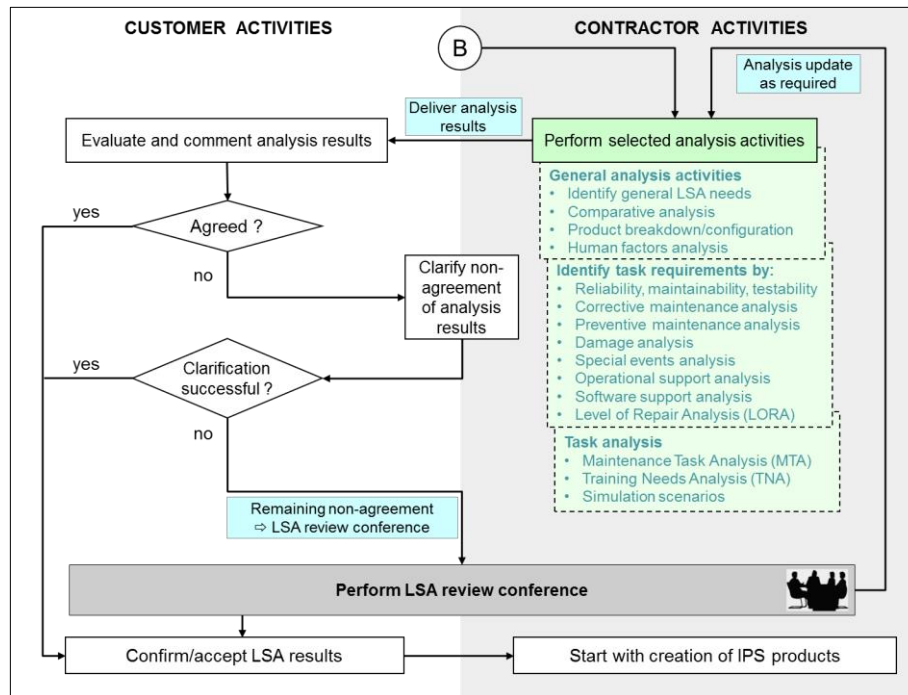 CUSTOMER ACTIVITIES
CONTRACTOR ACTIVITIES
B
Analysis update
as required
Deliver analysis
results
Evaluate and comment analysis results
Perform selected analysis activities
General analysis activities
• Identify general LSA needs
• Comparative analysis
• Product breakdown/configuration
• Human factors analysis
yes
Agreed ?
no
Clarify non-
agreement
of analysis
results
Identify task requirements by:
• Reliability, maintainability, testability
• Corrective maintenance analysis
• Preventive maintenance analysis
• Damage analysis
• Special events analysis
• Operational support analysis
• Software support analysis
• Level of Repair Analysis (LORA)
yes
Clarification
successful ?
no
Task analysis
• Maintenance Task Analysis (MTA)
• Training Needs Analysis (TNA)
• Simulation scenarios
Remaining non-agreement
⇨ LSA review conference
Perform LSA review conference
Confirm/accept LSA results
Start with creation of IPS products